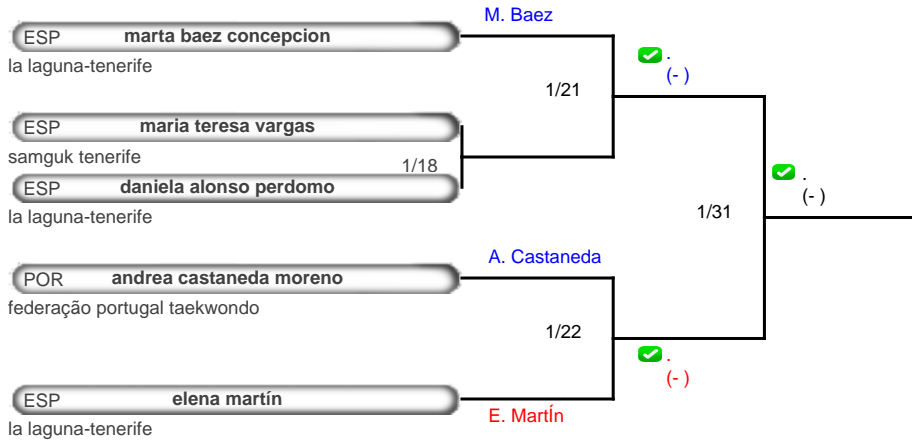 M. Baez
ESP marta baez concepcion
la laguna-tenerife
.
(- )
1/21
ESP maria teresa vargas
samguk tenerife
1/18
ESP daniela alonso perdomo
la laguna-tenerife
.
(- )
1/31
A. Castaneda
POR andrea castaneda moreno
federação portugal taekwondo
1/22
.
(- )
ESP elena martín
E. MartÍn
la laguna-tenerife